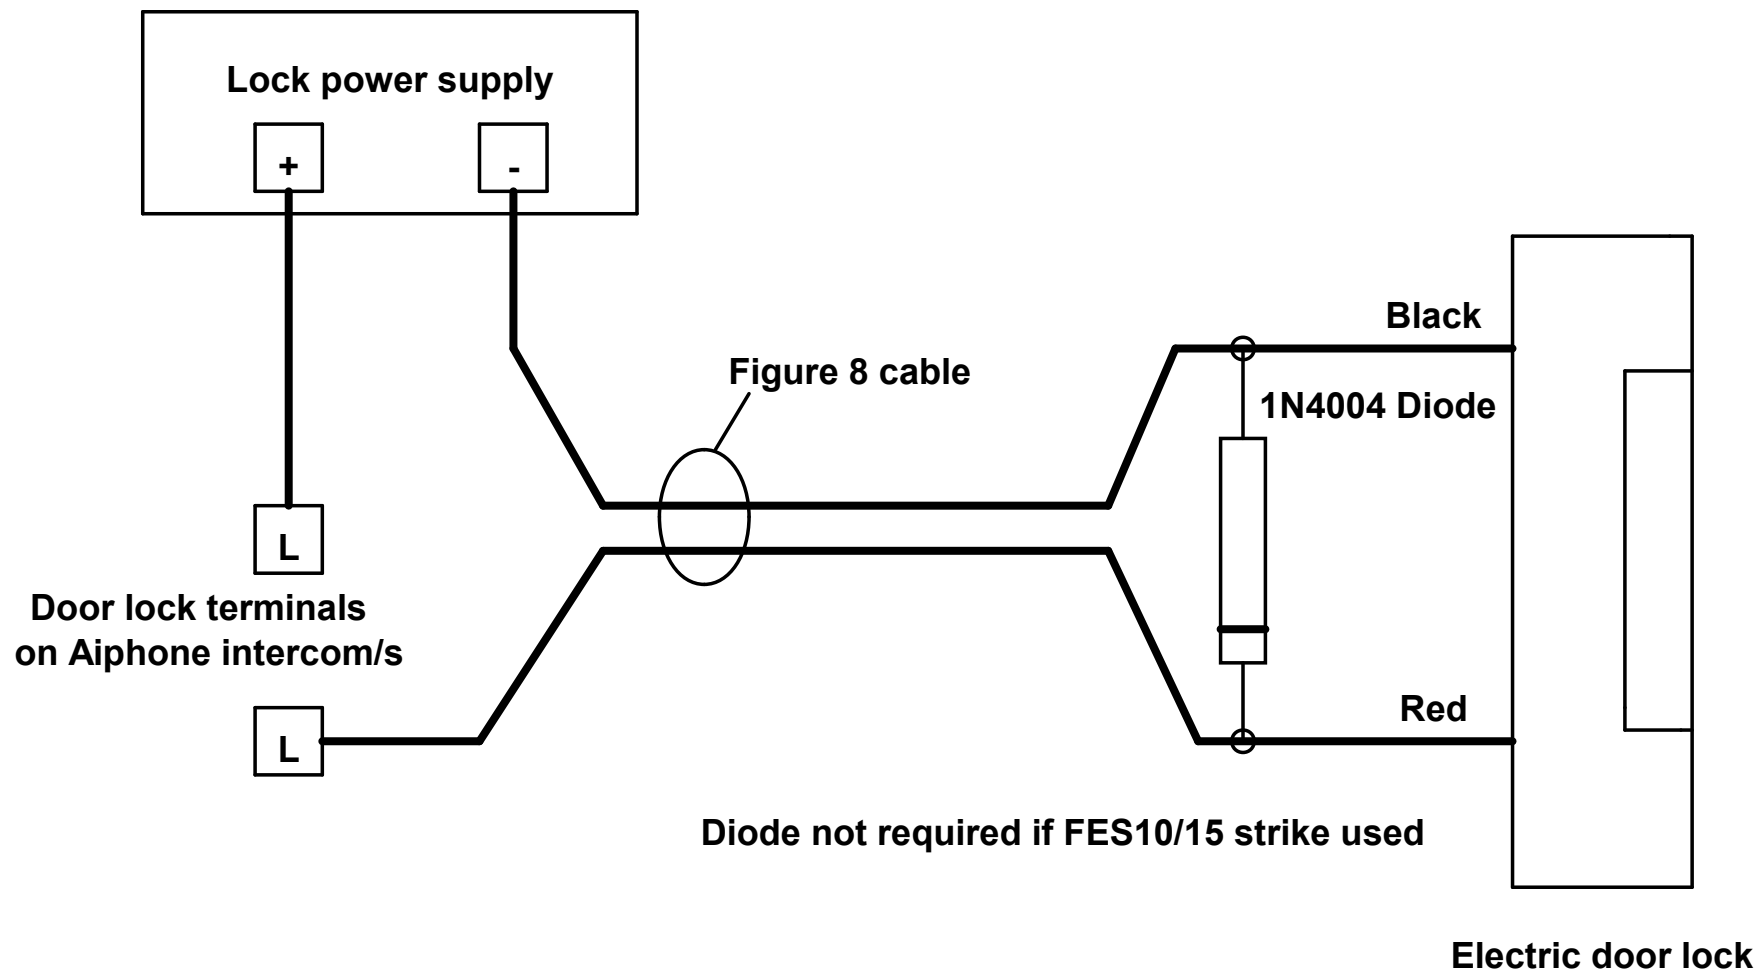 Lock power supply
+
-
Black
Figure 8 cable
1N4004 Diode
L
Door lock terminals
on Aiphone intercom/s
Red
L
Diode not required if FES10/15 strike used
Electric door lock